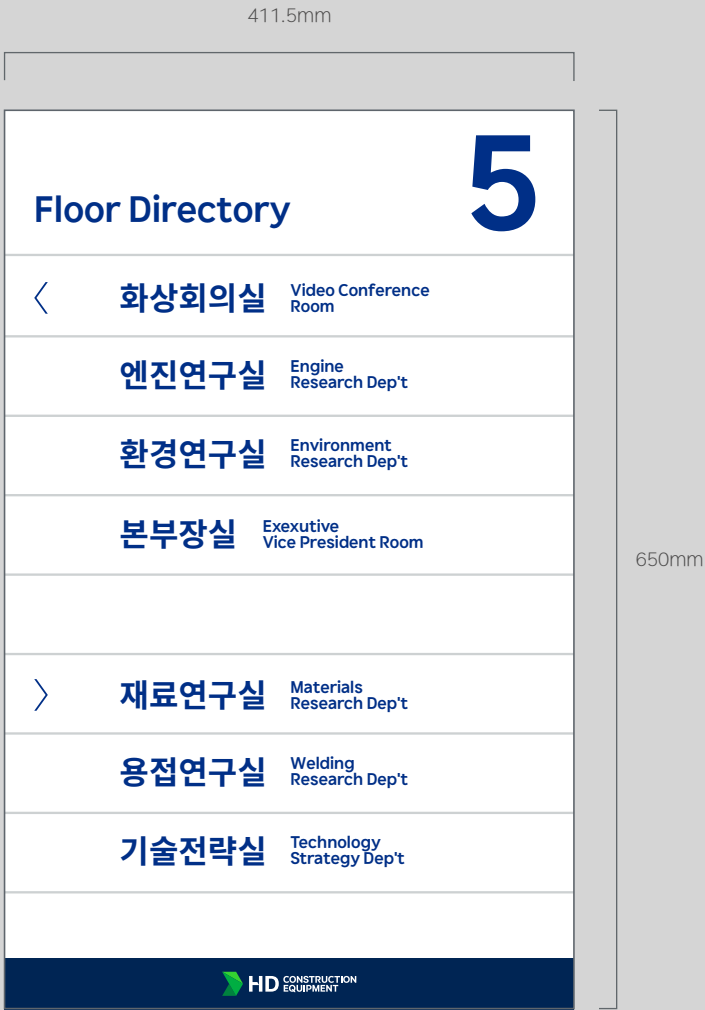 411.5mm
5
Floor Directory
〈
화상회의실
Video Conference
Room
엔진연구실
Engine
Research Dep't
환경연구실
Environment
Research Dep't
본부장실
Exexutive
Vice President Room
650mm
〉
재료연구실
Materials
Research Dep't
용접연구실
Welding
Research Dep't
기술전략실
Technology
Strategy Dep't
HD CONSTRUCTION
EQUIPMENT